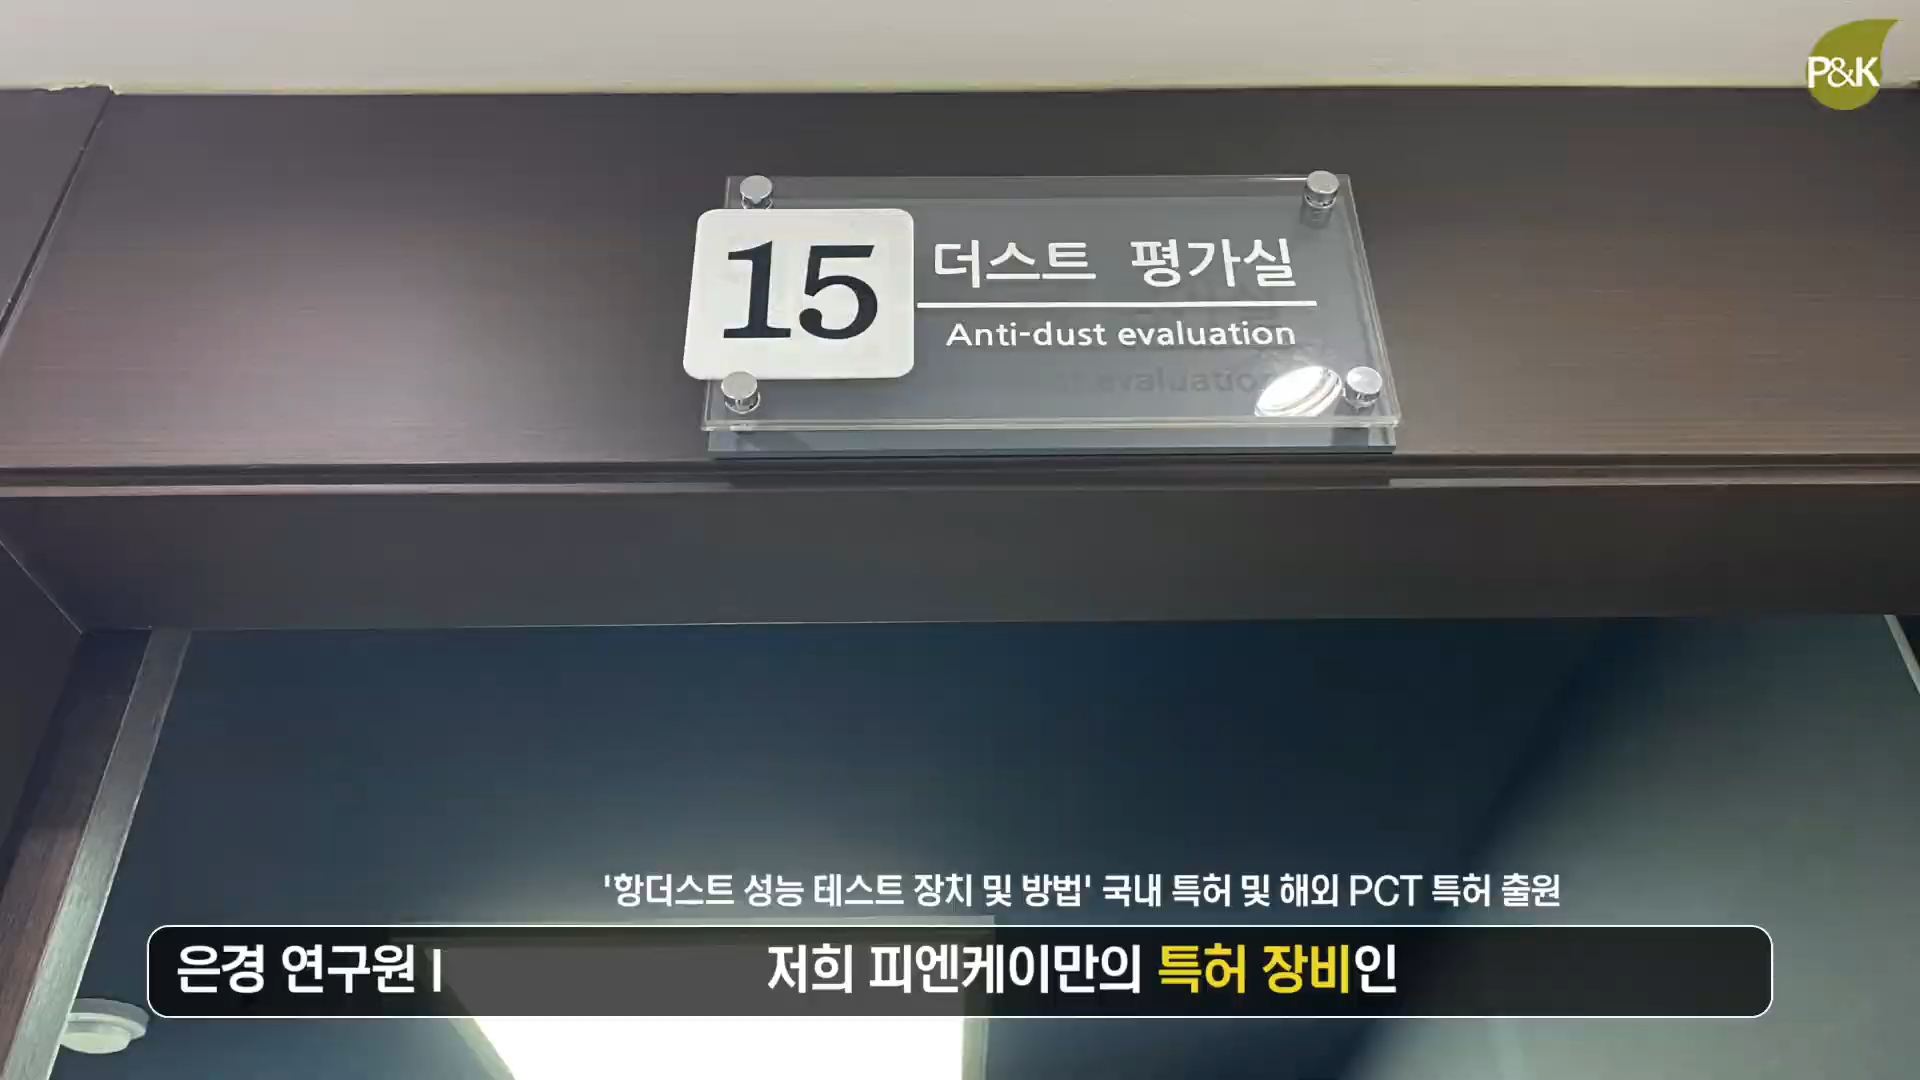 P&K
15
더스트 평가실
Anti-dust evaluation
evaluation
'항더스트 성능 테스트 장치 및 방법' 국내 특허 및 해외 PCT 특허 출원
은경 연구원 | 저희 피엔케이만의 특허 장비인